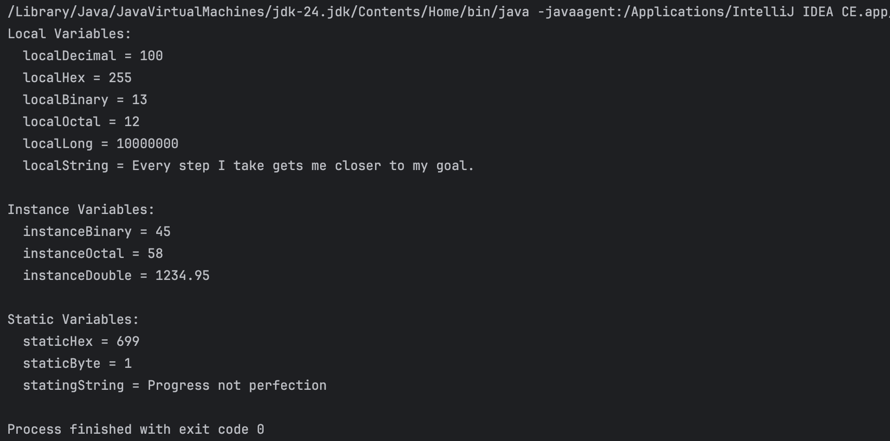 /Library/Java/JavaVirtualMachines/jdk-24.jdk/Contents/Home/bin/java -javaagent:/Applications/IntelliJ IDEA CE.app
Local Variables:
  localDecimal = 100
  localHex = 255
  localBinary = 13
  localOctal = 12
  localLong = 10000000
  localString = Every step I take gets me closer to my goal.

Instance Variables:
  instanceBinary = 45
  instanceOctal = 58
  instanceDouble = 1234.95

Static Variables:
  staticHex = 699
  staticByte = 1
  statingString = Progress not perfection

Process finished with exit code 0